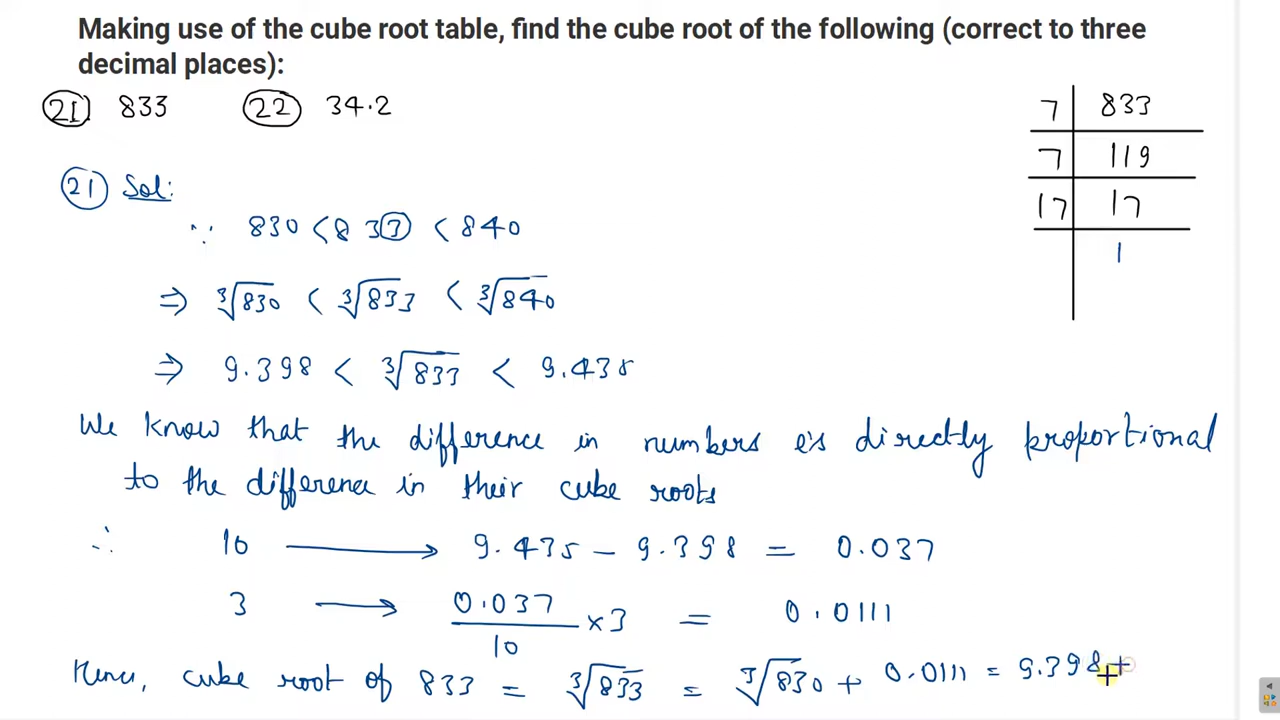 Making use of the cube root table, find the cube root of the following (correct to three
decimal places):
(21) 833 (22) 34.2
7 | 833
7 | 119
17 | 17
1
(21) Sol:
∵ 830 < 833 < 840
⇒ ∛830 < ∛833 < ∛840
⇒ 9.398 < ∛833 < 9.435
We know that the difference in numbers is directly proportional
to the difference in their cube roots
∴ 10 ⟶ 9.435 – 9.398 = 0.037
3 ⟶ 0.037/10 ×3 = 0.0111
Hence, cube root of 833 = ∛833 = ∛830 + 0.0111 = 9.398+